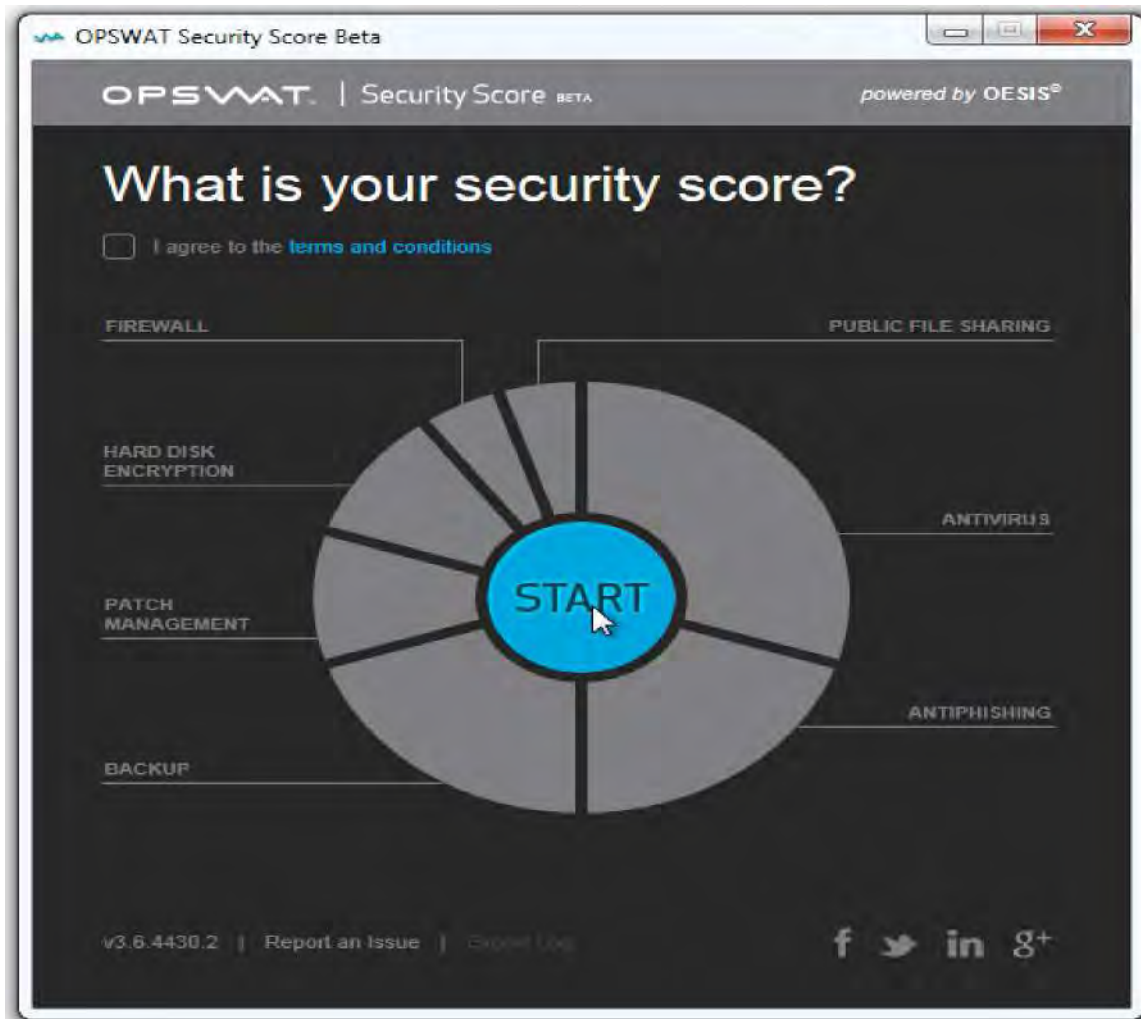 OPSWAT Security Score Beta
OPSWAT. | Security Score BETA
powered by OESIS®
What is your security score?
I agree to the terms and conditions
FIREWALL
PUBLIC FILE SHARING
HARD DISK
ENCRYPTION
ANTIVIRUS
START
PATCH
MANAGEMENT
ANTIPHISHING
BACKUP
v3.6.4430.2 | Report an Issue | Export Log
f in g+